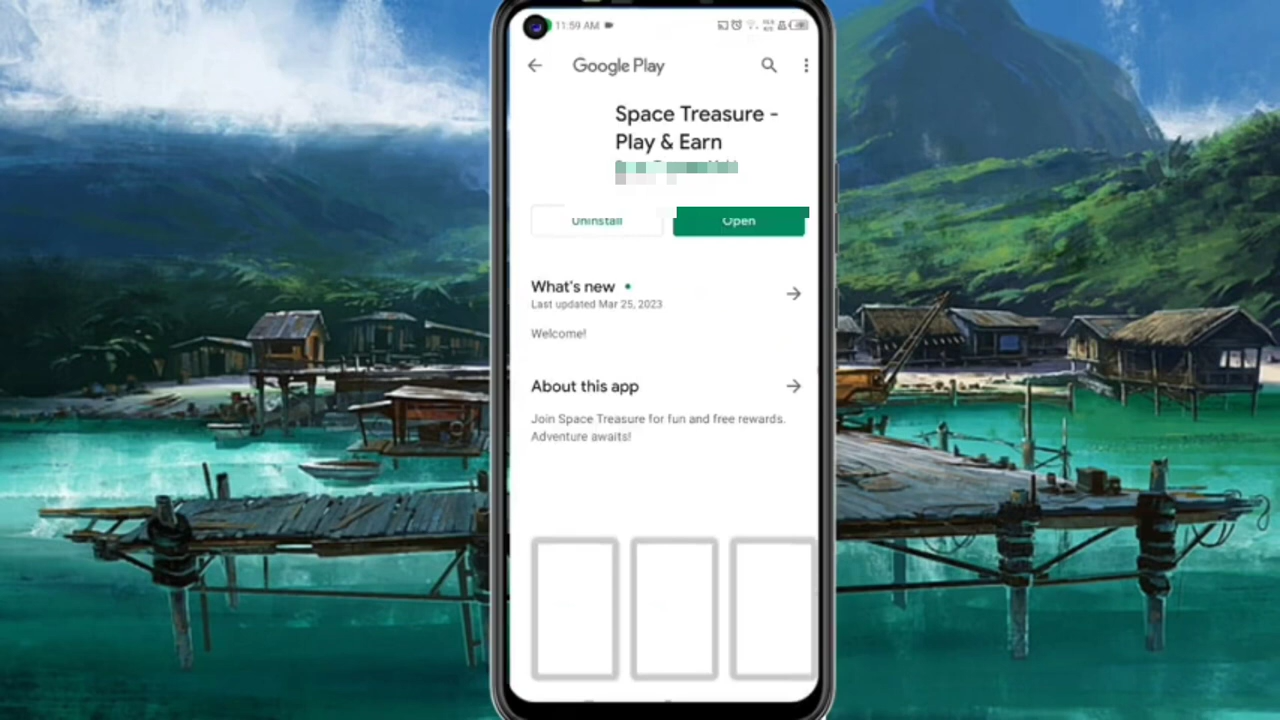 11:59 AM
Google Play
Space Treasure -
Play & Earn
Uninstall
Open
What's new
Last updated Mar 25, 2023
Welcome!
About this app
Join Space Treasure for fun and free rewards.
Adventure awaits!